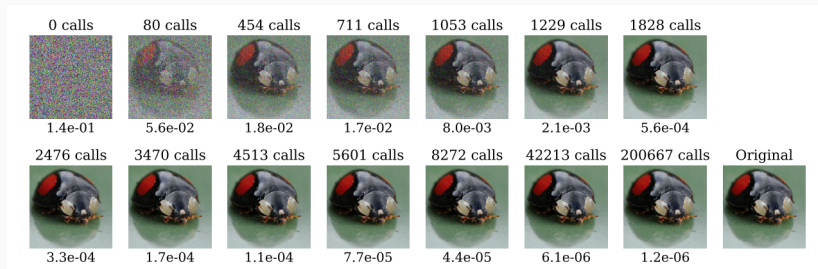 0 calls 80 calls 454 calls 711 calls 1053 calls 1229 calls 1828 calls
1.4e-01 5.6e-02 1.8e-02 1.7e-02 8.0e-03 2.1e-03 5.6e-04
2476 calls 3470 calls 4513 calls 5601 calls 8272 calls 42213 calls 200667 calls Original
3.3e-04 1.7e-04 1.1e-04 7.7e-05 4.4e-05 6.1e-06 1.2e-06